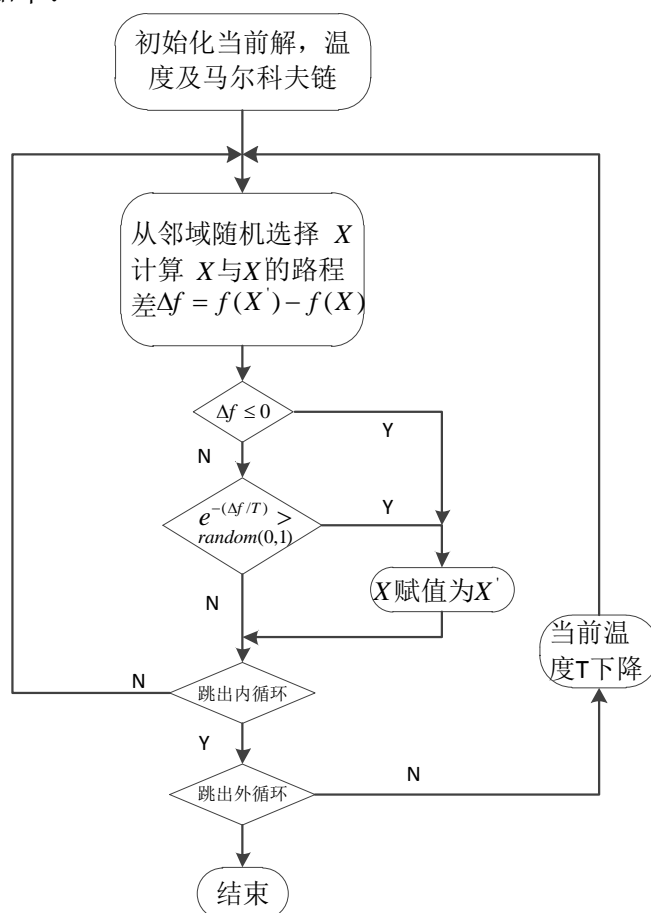 初始化当前解，温
度及马尔科夫链
从邻域随机选择 X
计算 X与X'的路程
差Δf = f(X') − f(X)
Δf ≤ 0
Y
N
e^{−(Δf /T)} >
random(0,1)
Y
N
X赋值为X'
当前温
度T下降
跳出内循环
N
Y
跳出外循环
N
结束